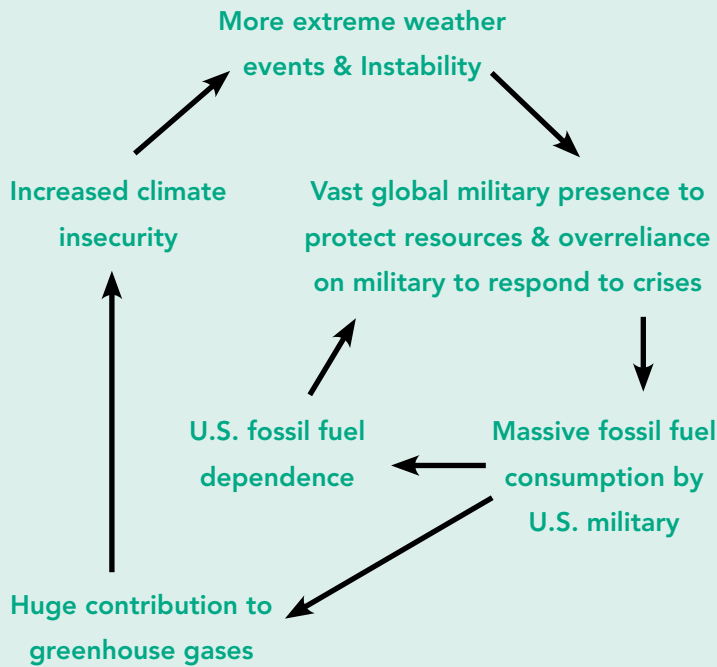 More extreme weather
events & Instability
Increased climate
insecurity
Vast global military presence to
protect resources & overreliance
on military to respond to crises
U.S. fossil fuel
dependence
Massive fossil fuel
consumption by
U.S. military
Huge contribution to
greenhouse gases